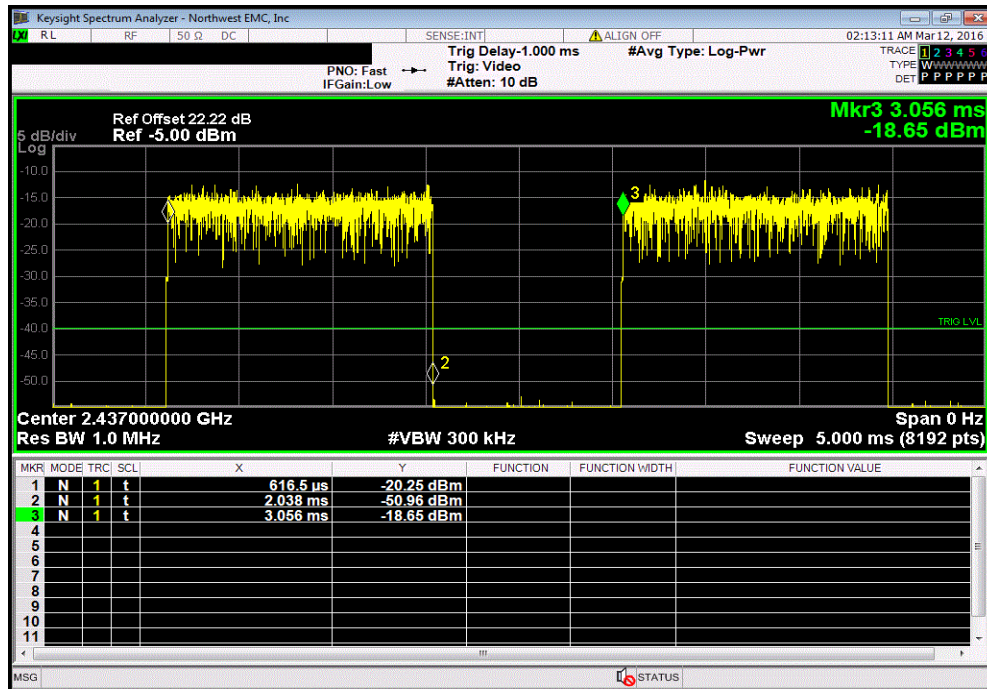 Keysight Spectrum Analyzer - Northwest EMC, Inc
LXI RL RF 50 Ω DC SENSE:INT ALIGN OFF 02:13:11 AM Mar 12, 2016
Trig Delay-1.000 ms #Avg Type: Log-Pwr TRACE 1 2 3 4 5 6
PNO: Fast Trig: Video TYPE WWWWWW
IFGain:Low #Atten: 10 dB DET P P P P P P
Mkr3 3.056 ms
-18.65 dBm
Ref Offset 22.22 dB
5 dB/div Ref -5.00 dBm
Log
-10.0
-15.0
3
-20.0
-25.0
-30.0
-35.0
-40.0
TRIG LVL
-45.0
2
-50.0
Center 2.437000000 GHz Span 0 Hz
Res BW 1.0 MHz #VBW 300 kHz Sweep 5.000 ms (8192 pts)
MKR MODE TRC SCL X Y FUNCTION FUNCTION WIDTH FUNCTION VALUE
1 N 1 t 616.5 µs -20.25 dBm
2 N 1 t 2.038 ms -50.96 dBm
3 N 1 t 3.056 ms -18.65 dBm
4
5
6
7
8
9
10
11
MSG STATUS